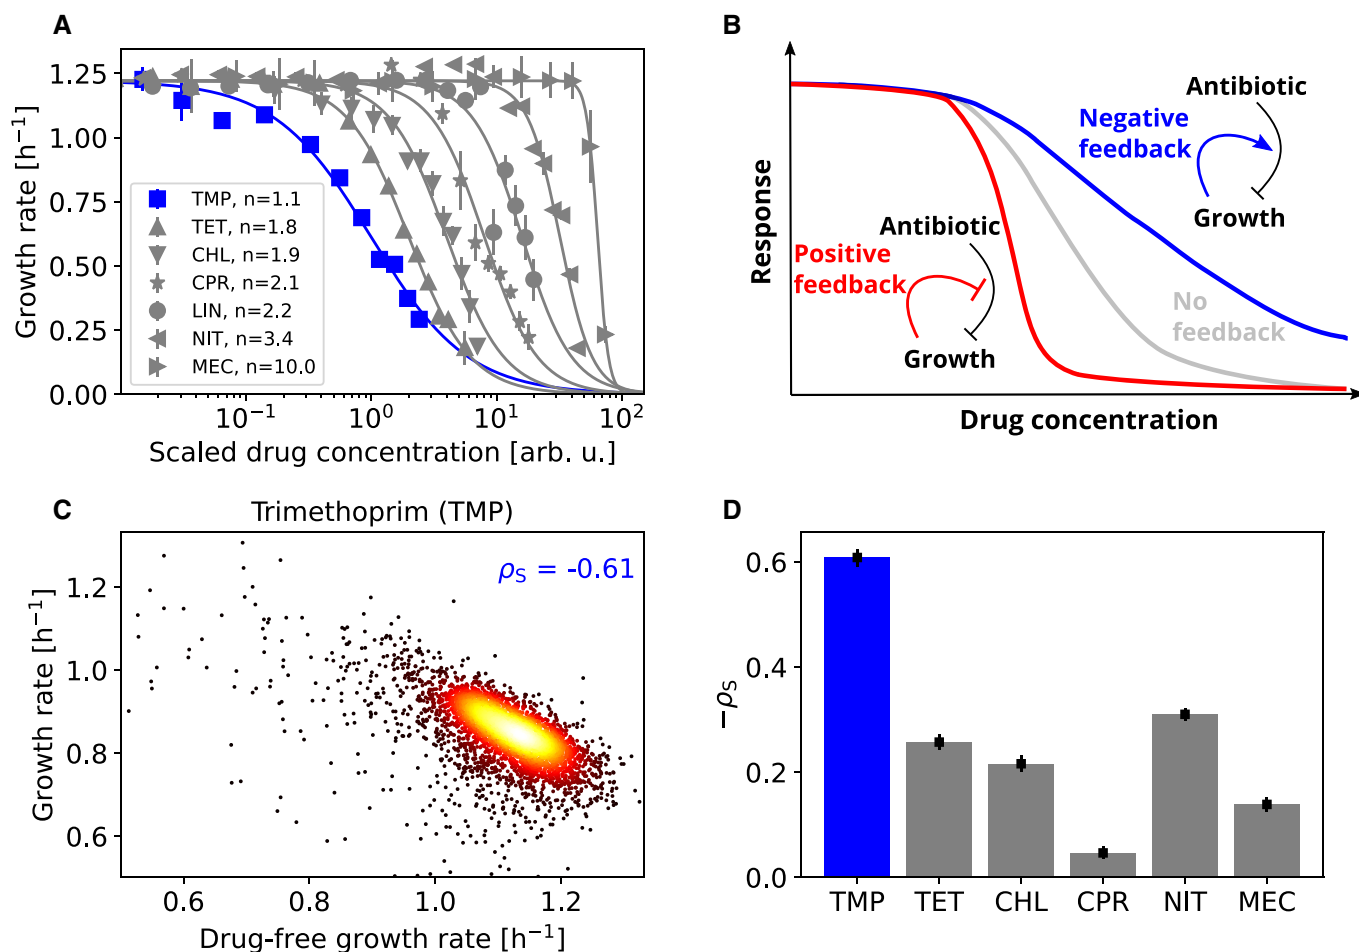 A
Growth rate [h⁻¹]
1.25
1.00
0.75
0.50
0.25
0.00
TMP, n=1.1
TET, n=1.8
CHL, n=1.9
CPR, n=2.1
LIN, n=2.2
NIT, n=3.4
MEC, n=10.0
10⁻¹ 10⁰ 10¹ 10²
Scaled drug concentration [arb. u.]
B
Response
Antibiotic
Negative
feedback
Growth
Antibiotic
Positive
feedback
Growth
No
feedback
Drug concentration
C
Trimethoprim (TMP)
ρS = -0.61
Growth rate [h⁻¹]
1.2
1.0
0.8
0.6
0.6 0.8 1.0 1.2
Drug-free growth rate [h⁻¹]
D
−ρS
0.6
0.4
0.2
0.0
TMP TET CHL CPR NIT MEC